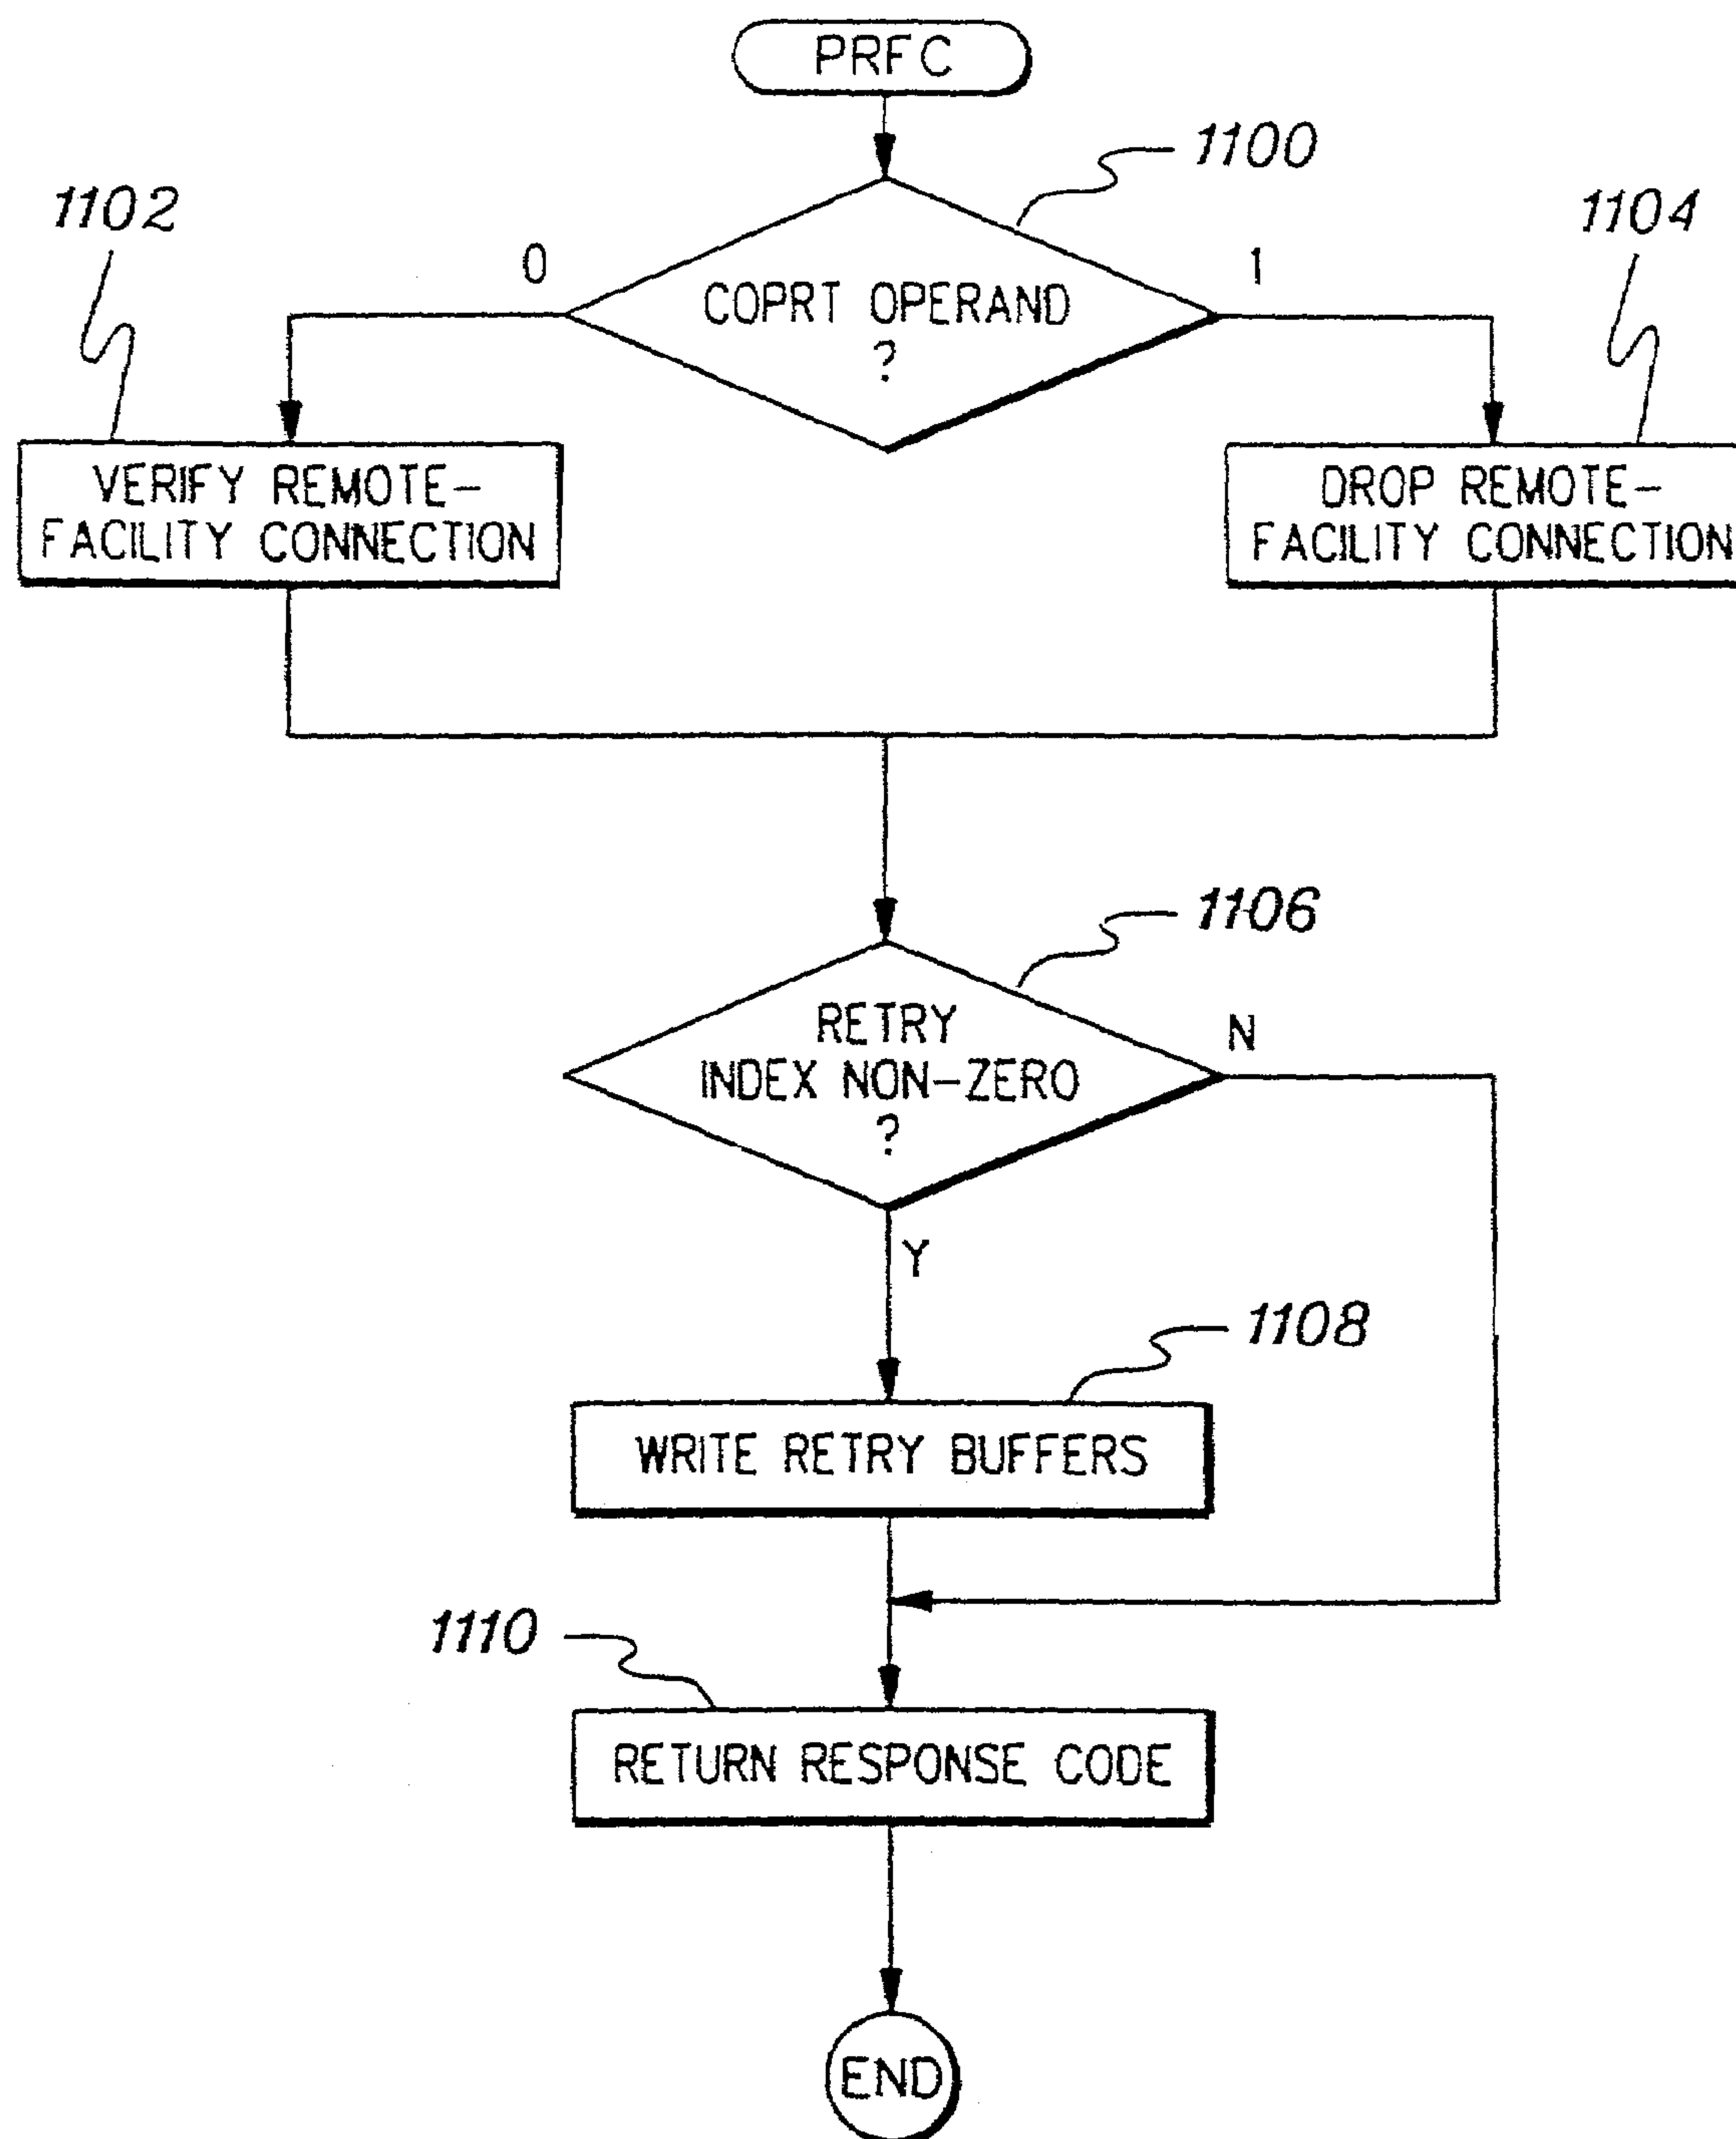 PRFC
1100
1102
1104
0
1
COPRT OPERAND
?
VERIFY REMOTE-
FACILITY CONNECTION
DROP REMOTE-
FACILITY CONNECTION
1106
RETRY
INDEX NON-ZERO
?
N
Y
1108
WRITE RETRY BUFFERS
1110
RETURN RESPONSE CODE
END